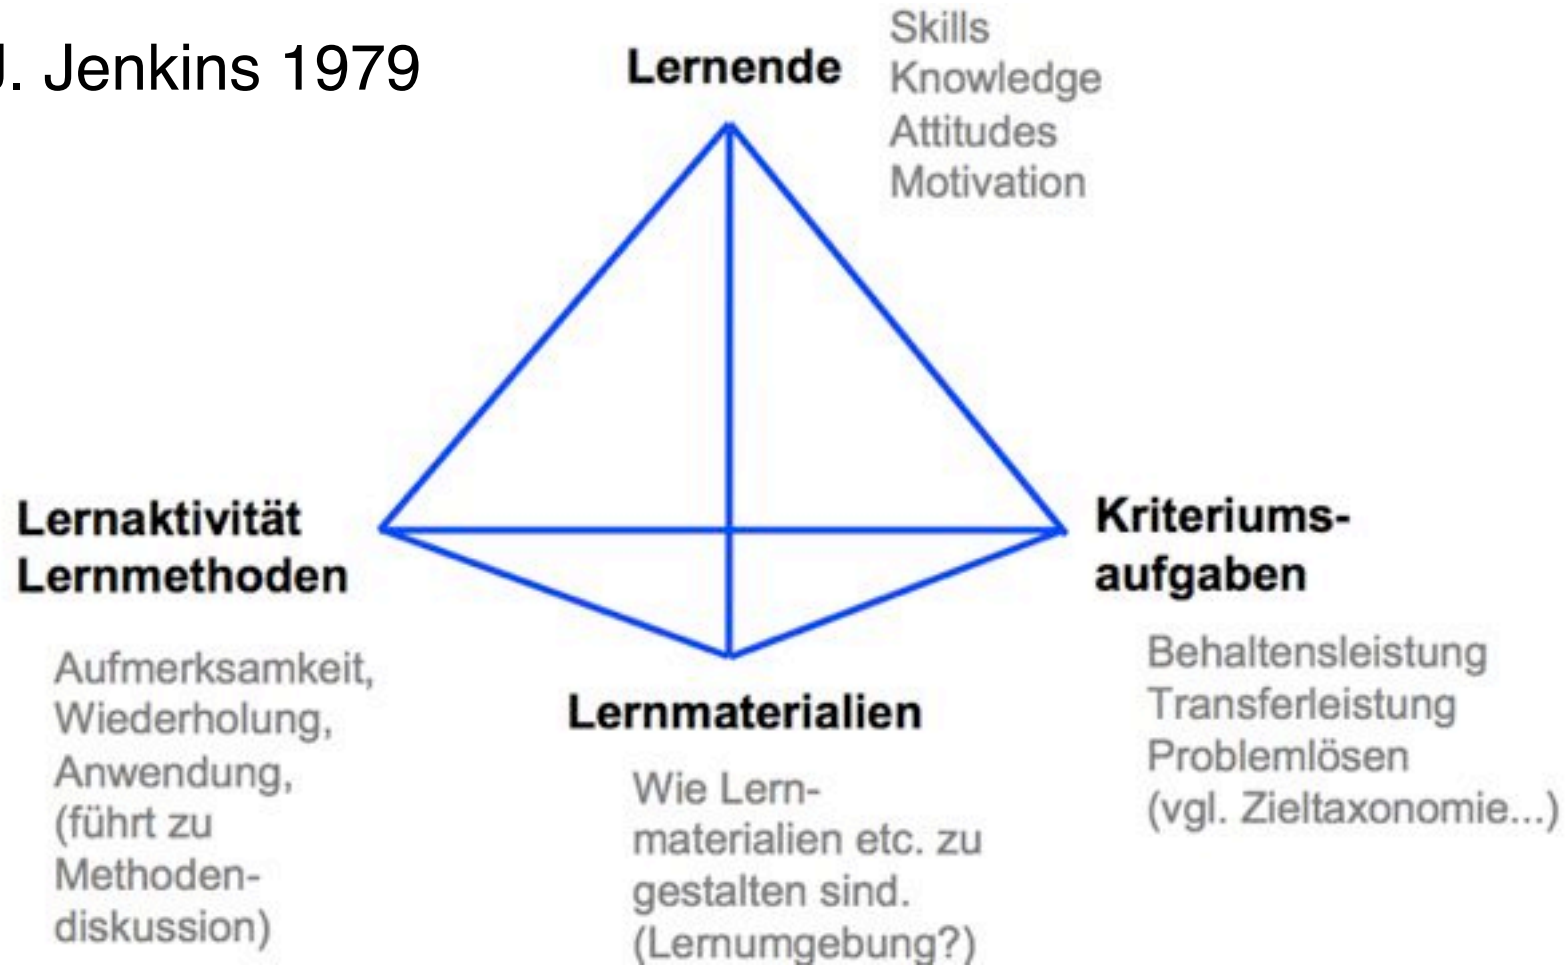 J. Jenkins 1979
Lernende
Skills
Knowledge
Attitudes
Motivation
Lernaktivität
Lernmethoden
Aufmerksamkeit,
Wiederholung,
Anwendung,
(führt zu
Methoden-
diskussion)
Lernmaterialien
Wie Lern-
materialien etc. zu
gestalten sind.
(Lernumgebung?)
Kriteriums-
aufgaben
Behaltensleistung
Transferleistung
Problemlösen
(vgl. Zieltaxonomie...)